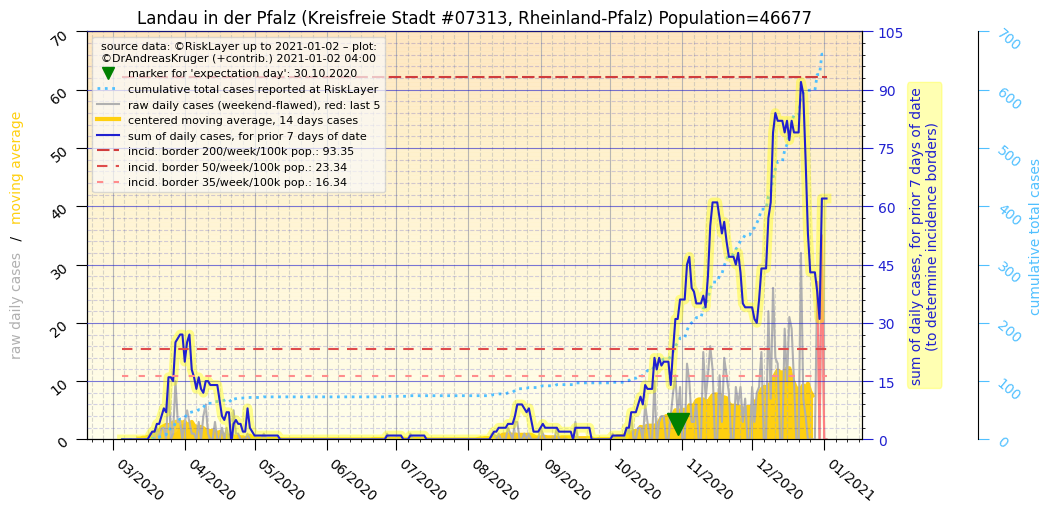 Landau in der Pfalz (Kreisfreie Stadt #07313, Rheinland-Pfalz) Population=46677
source data: ©RiskLayer up to 2021-01-02 – plot:
©DrAndreasKruger (+contrib.) 2021-01-02 04:00
marker for 'expectation day': 30.10.2020
cumulative total cases reported at RiskLayer
raw daily cases (weekend-flawed), red: last 5
centered moving average, 14 days cases
sum of daily cases, for prior 7 days of date
incid. border 200/week/100k pop.: 93.35
incid. border 50/week/100k pop.: 23.34
incid. border 35/week/100k pop.: 16.34
raw daily cases / moving average
70
60
50
40
30
20
10
0
105
90
75
60
45
30
15
0
sum of daily cases, for prior 7 days of date
(to determine incidence borders)
700
600
500
400
300
200
100
0
cumulative total cases
03/2020
04/2020
05/2020
06/2020
07/2020
08/2020
09/2020
10/2020
11/2020
12/2020
01/2021